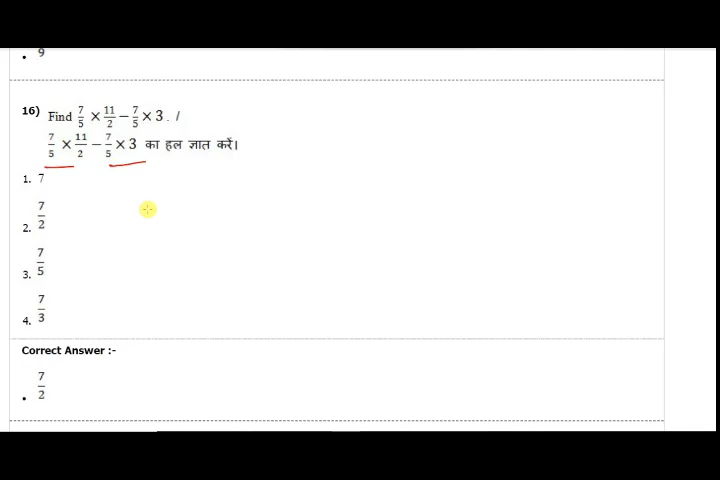 • 9
16) Find 7/5 × 11/2 − 7/5 × 3 . /
7/5 × 11/2 − 7/5 × 3 का हल ज्ञात करें।
1. 7
2. 7/2
3. 7/5
4. 7/3
Correct Answer :-
• 7/2